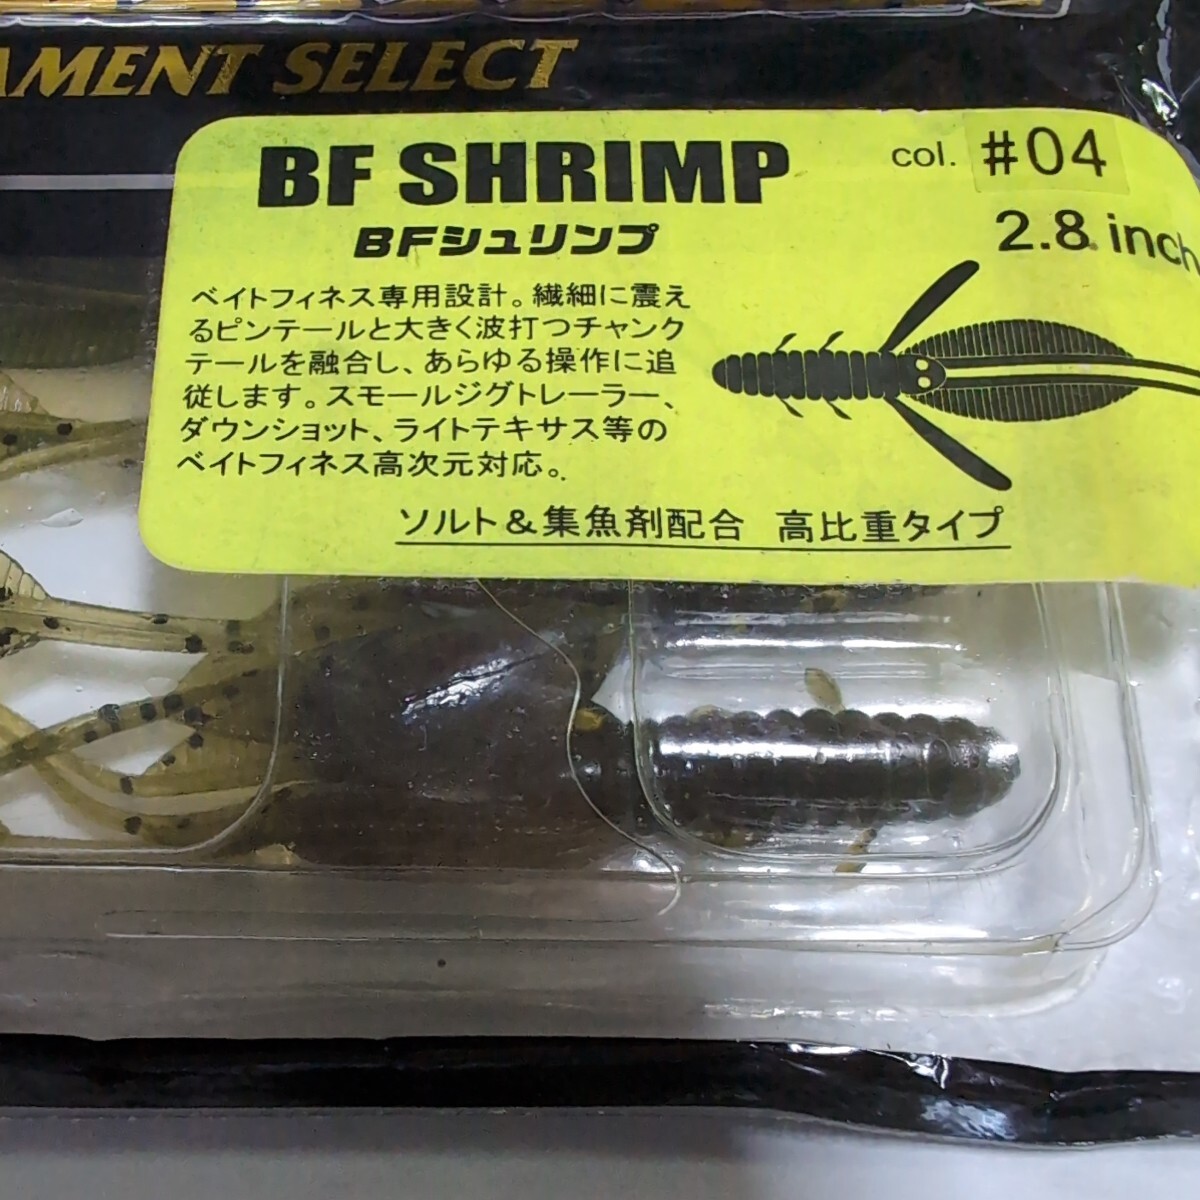 AMENT SELECT
BF SHRIMP
col. #04
BFシュリンプ
2.8 inch
ベイトフィネス専用設計。繊細に震え
るピンテールと大きく波打つチャンク
テールを融合し、あらゆる操作に追
従します。スモールジグトレーラー、
ダウンショット、ライトテキサス等の
ベイトフィネス高次元対応。
ソルト&集魚剤配合 高比重タイプ